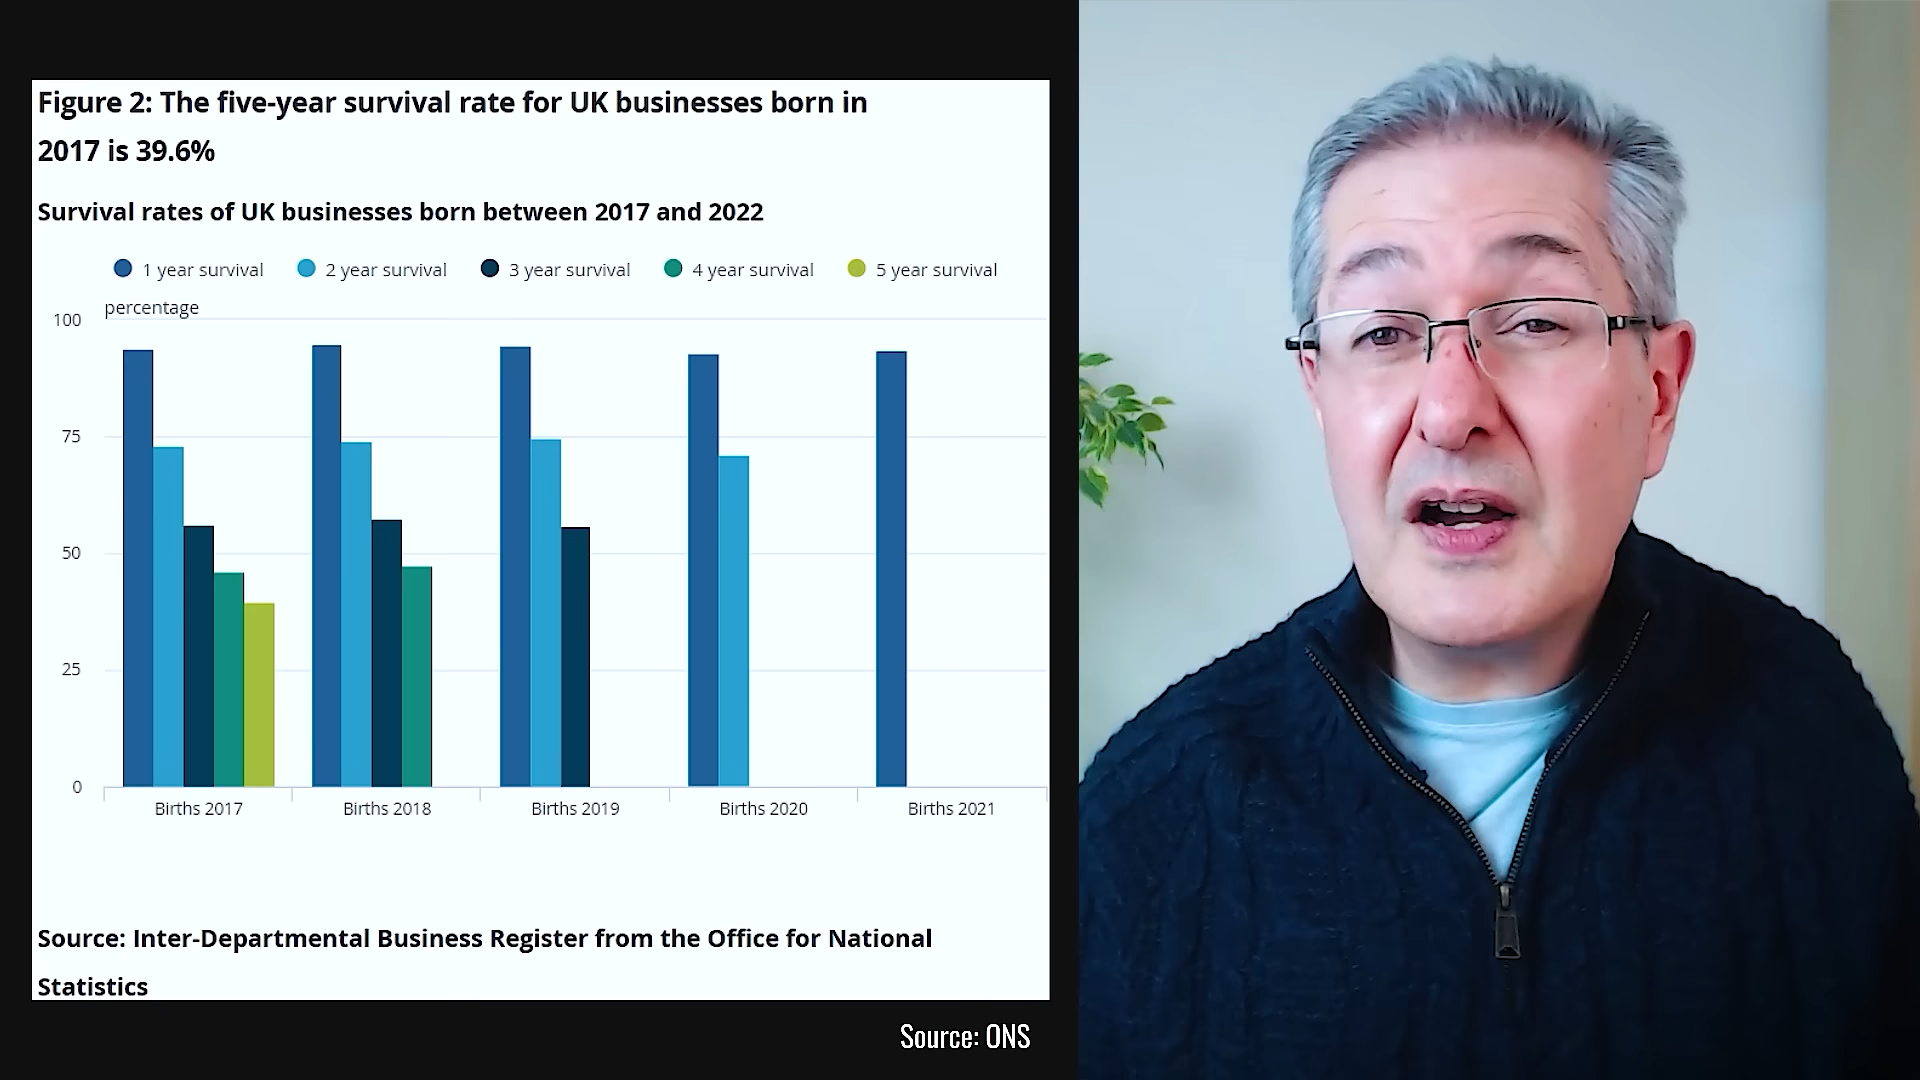 Figure 2: The five-year survival rate for UK businesses born in
2017 is 39.6%
Survival rates of UK businesses born between 2017 and 2022
1 year survival
2 year survival
3 year survival
4 year survival
5 year survival
percentage
100
75
50
25
0
Births 2017
Births 2018
Births 2019
Births 2020
Births 2021
Source: Inter-Departmental Business Register from the Office for National
Statistics
Source: ONS